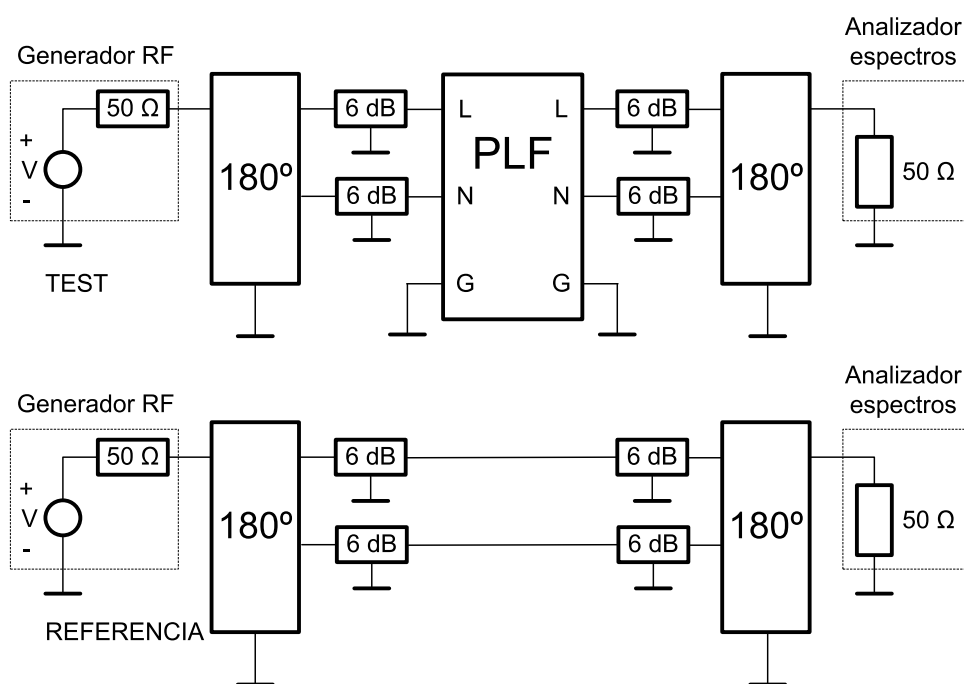 Analizador
espectros
Generador RF
50 Ω
+
V
-
180º
6 dB
6 dB
L
N
G
PLF
L
N
G
6 dB
6 dB
180º
50 Ω
TEST
Analizador
espectros
Generador RF
50 Ω
+
V
-
180º
6 dB
6 dB
6 dB
6 dB
180º
50 Ω
REFERENCIA